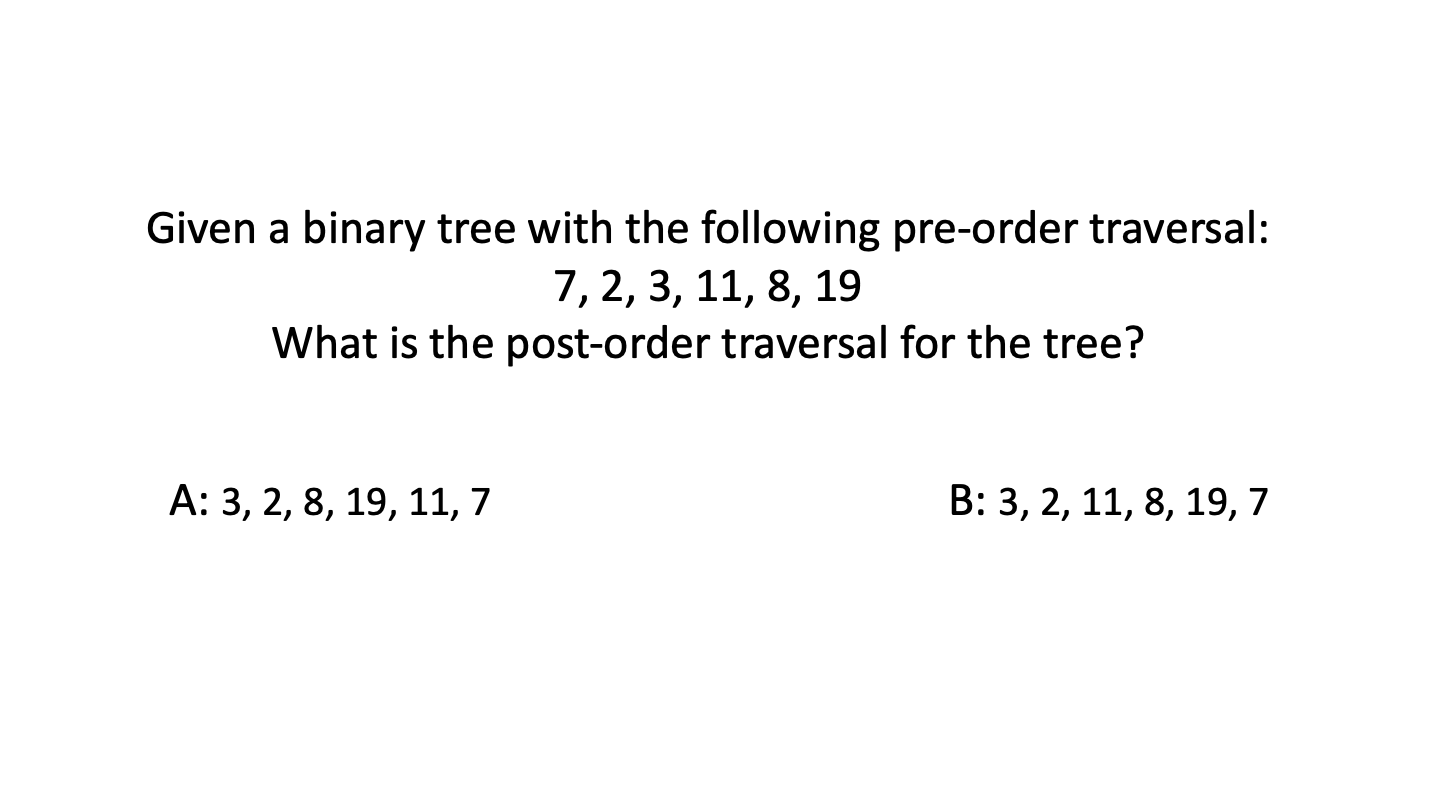 Given a binary tree with the following pre-order traversal:
7, 2, 3, 11, 8, 19
What is the post-order traversal for the tree?
A: 3, 2, 8, 19, 11, 7
B: 3, 2, 11, 8, 19, 7